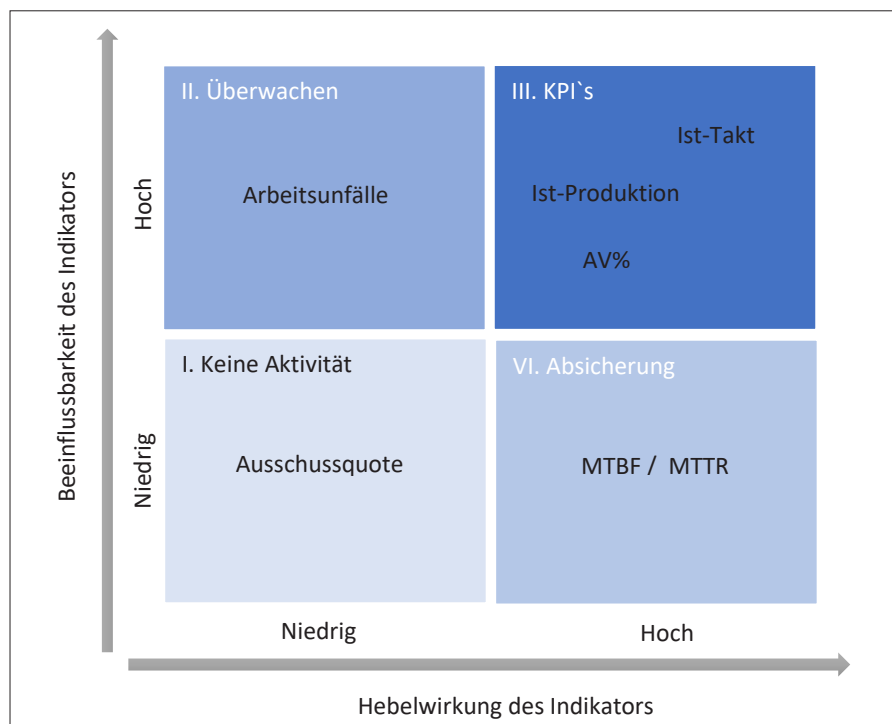 Beeinflussbarkeit des Indikators
Hoch
Niedrig
II. Überwachen
Arbeitsunfälle
III. KPI`s
Ist-Takt
Ist-Produktion
AV%
I. Keine Aktivität
Ausschussquote
VI. Absicherung
MTBF / MTTR
Niedrig
Hoch
Hebelwirkung des Indikators